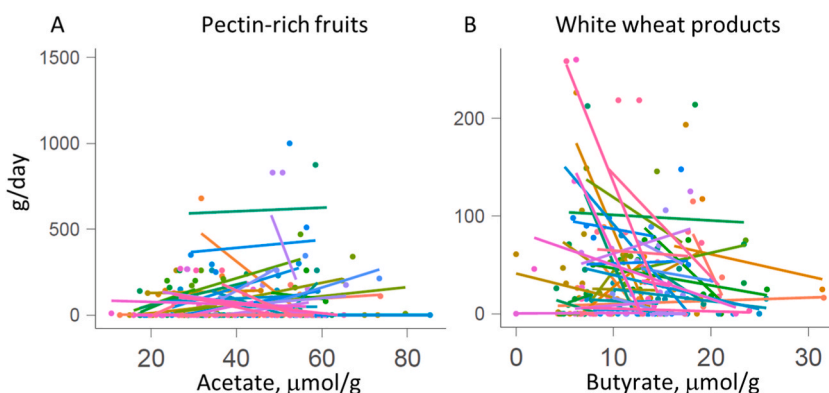 A Pectin-rich fruits
B White wheat products
g/day
1500
1000
500
0
20 40 60 80
Acetate, μmol/g
200
100
0
0 10 20 30
Butyrate, μmol/g